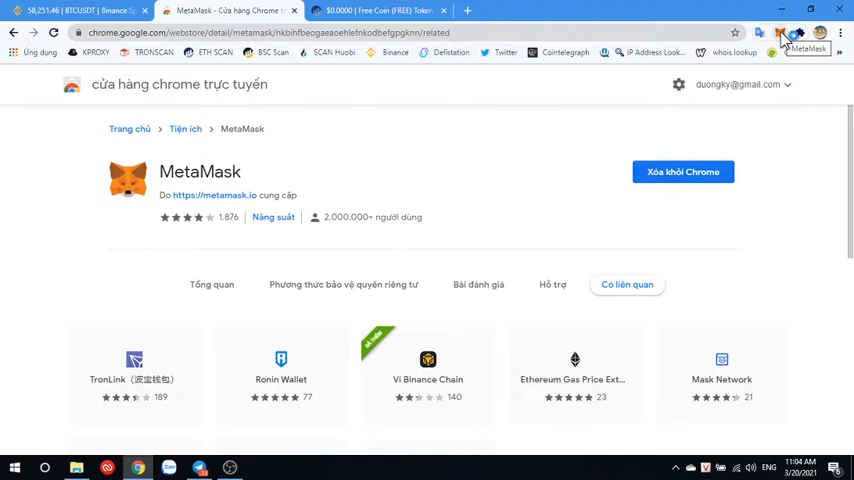 58,251.46 | BTCUSDT | Binance Sp
MetaMask - Cửa hàng Chrome t
$0.0000 | Free Coin (FREE) Token
chrome.google.com/webstore/detail/metamask/nkbihfbeogaeaoehlefnkodbefgpgknn/related
Ứng dụng
KPROXY
TRONSCAN
ETH SCAN
BSC Scan
SCAN Huobi
Binance
Defistation
Twitter
Cointelegraph
IP Address Look...
whois lookup
»
MetaMask
cửa hàng chrome trực tuyến
duongky@gmail.com
Trang chủ
Tiện ích
MetaMask
MetaMask
Do https://metamask.io cung cấp
1.876
Năng suất
2.000.000+ người dùng
Xóa khỏi Chrome
Tổng quan
Phương thức bảo vệ quyền riêng tư
Bài đánh giá
Hỗ trợ
Có liên quan
ĐÃ THÊM
TronLink（波宝钱包）
189
Ronin Wallet
77
Ví Binance Chain
140
Ethereum Gas Price Ext...
23
Mask Network
21
ENG
11:04 AM
3/20/2021